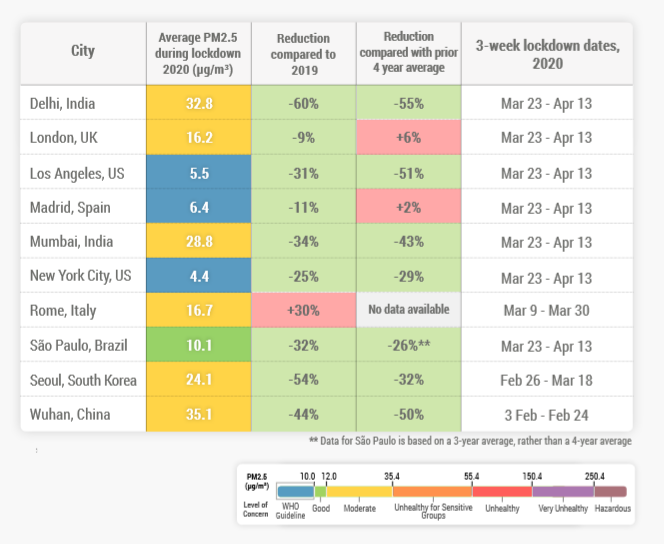 City
Average PM2.5
during lockdown
2020 (µg/m³)
Reduction
compared to
2019
Reduction
compared with prior
4 year average
3-week lockdown dates,
2020
Delhi, India 32.8 -60% -55% Mar 23 - Apr 13
London, UK 16.2 -9% +6% Mar 23 - Apr 13
Los Angeles, US 5.5 -31% -51% Mar 23 - Apr 13
Madrid, Spain 6.4 -11% +2% Mar 23 - Apr 13
Mumbai, India 28.8 -34% -43% Mar 23 - Apr 13
New York City, US 4.4 -25% -29% Mar 23 - Apr 13
Rome, Italy 16.7 +30% No data available Mar 9 - Mar 30
São Paulo, Brazil 10.1 -32% -26%** Mar 23 - Apr 13
Seoul, South Korea 24.1 -54% -32% Feb 26 - Mar 18
Wuhan, China 35.1 -44% -50% 3 Feb - Feb 24
** Data for São Paulo is based on a 3-year average, rather than a 4-year average
PM2.5
(µg/m³)
10.0 12.0 35.4 55.4 150.4 250.4
Level of
Concern
WHO
Guideline
Good
Moderate
Unhealthy for Sensitive
Groups
Unhealthy
Very Unhealthy
Hazardous